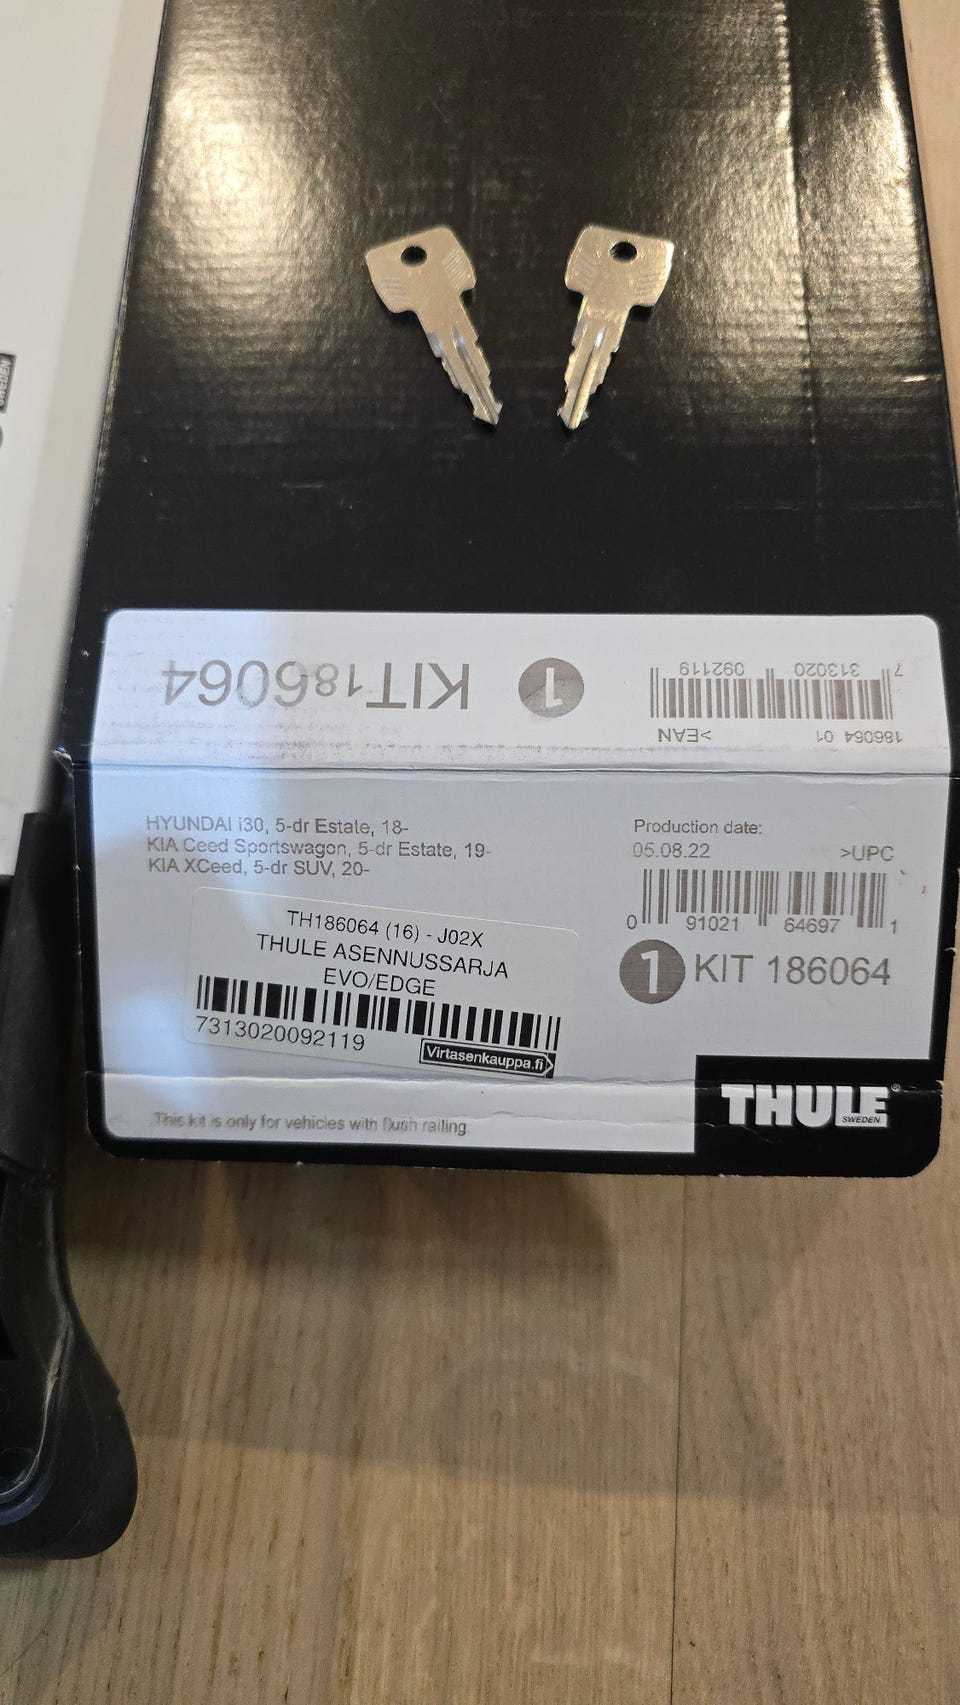 KIT186064
1
7 313020 092119
186064 01 >EAN
HYUNDAI i30, 5-dr Estate, 18-
KIA Ceed Sportswagon, 5-dr Estate, 19-
KIA XCeed, 5-dr SUV, 20-
Production date:
05.08.22 >UPC
0 91021 64697 1
1 KIT 186064
TH186064 (16) - J02X
THULE ASENNUSSARJA
EVO/EDGE
7313020092119
Virtasenkauppa.fi
This kit is only for vehicles with flush railing.
THULE®
SWEDEN
SWEDEN